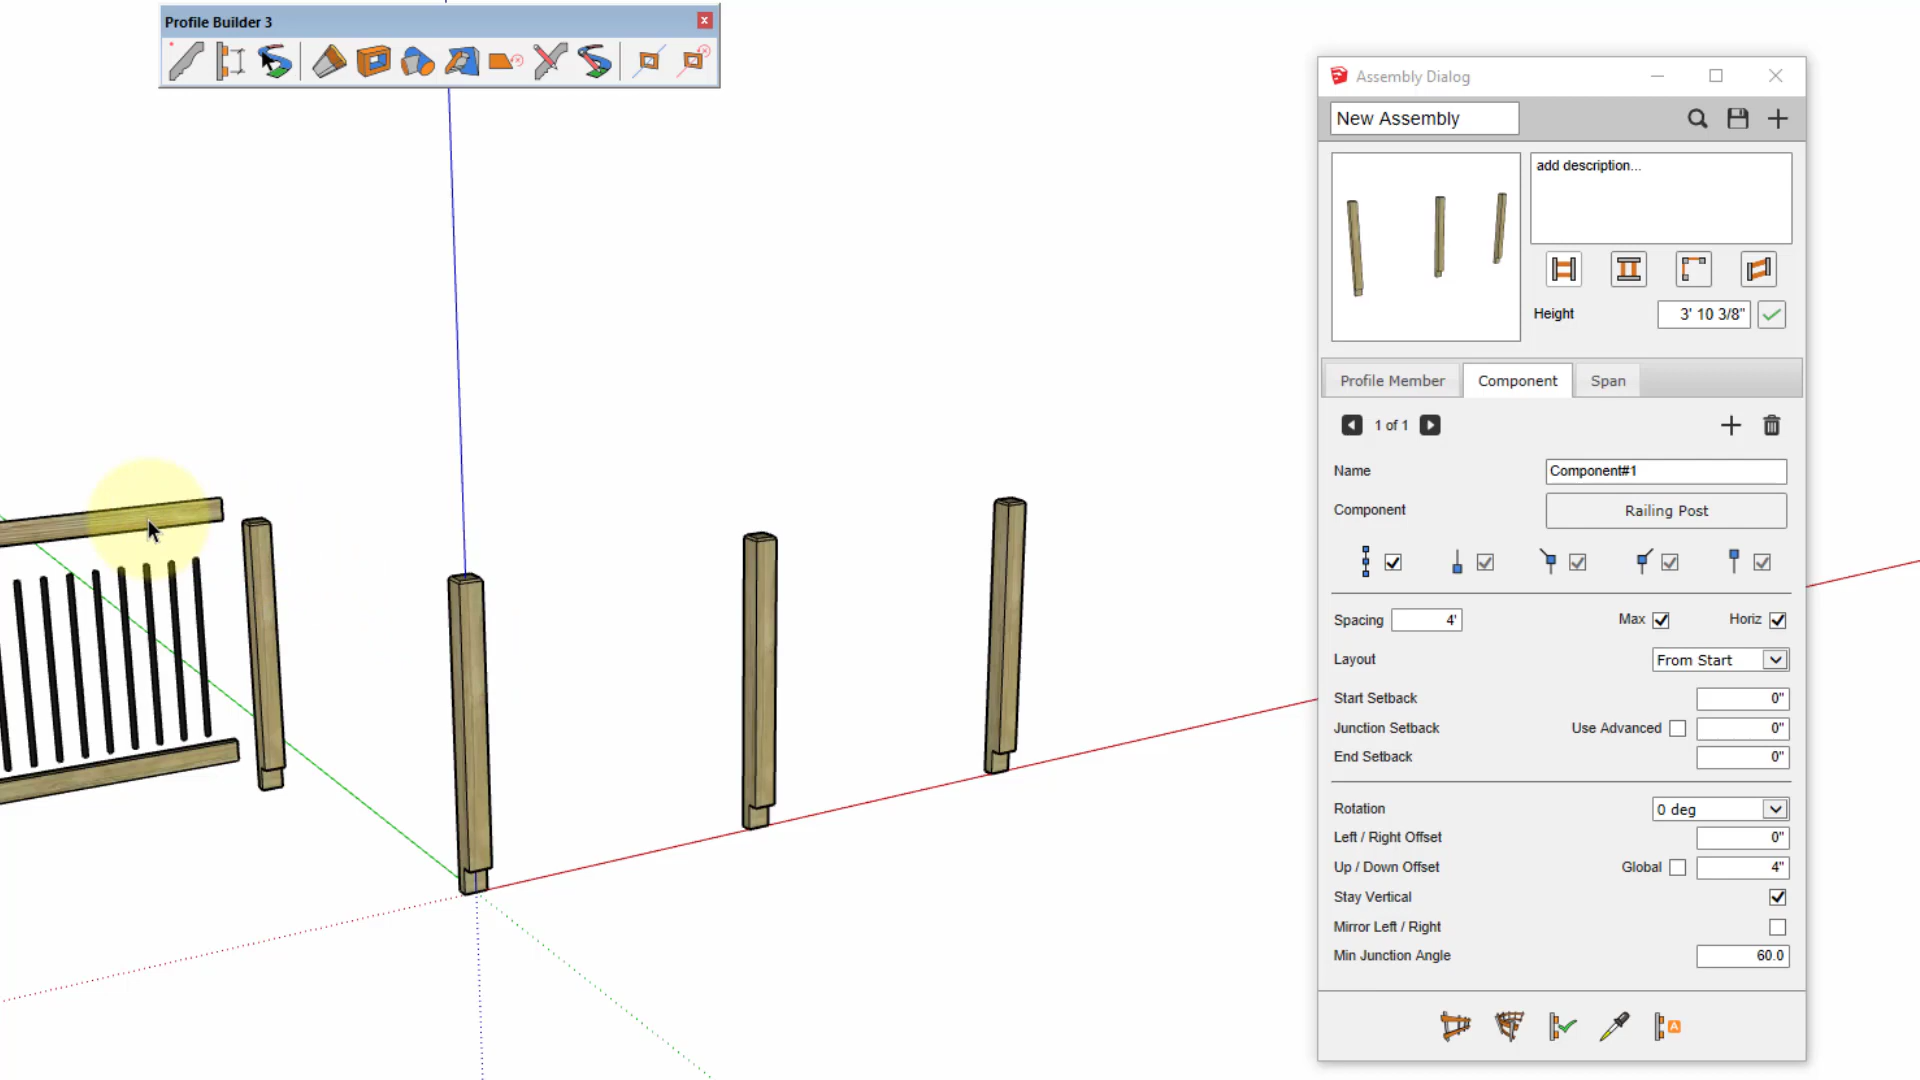 Profile Builder 3
Assembly Dialog
New Assembly
add description...
Height 3' 10 3/8"
Profile Member Component Span
1 of 1
Name Component#1
Component Railing Post
Spacing 4' Max Horiz
Layout From Start
Start Setback 0"
Junction Setback Use Advanced 0"
End Setback 0"
Rotation 0 deg
Left / Right Offset 0"
Up / Down Offset Global 4"
Stay Vertical
Mirror Left / Right
Min Junction Angle 60.0
A